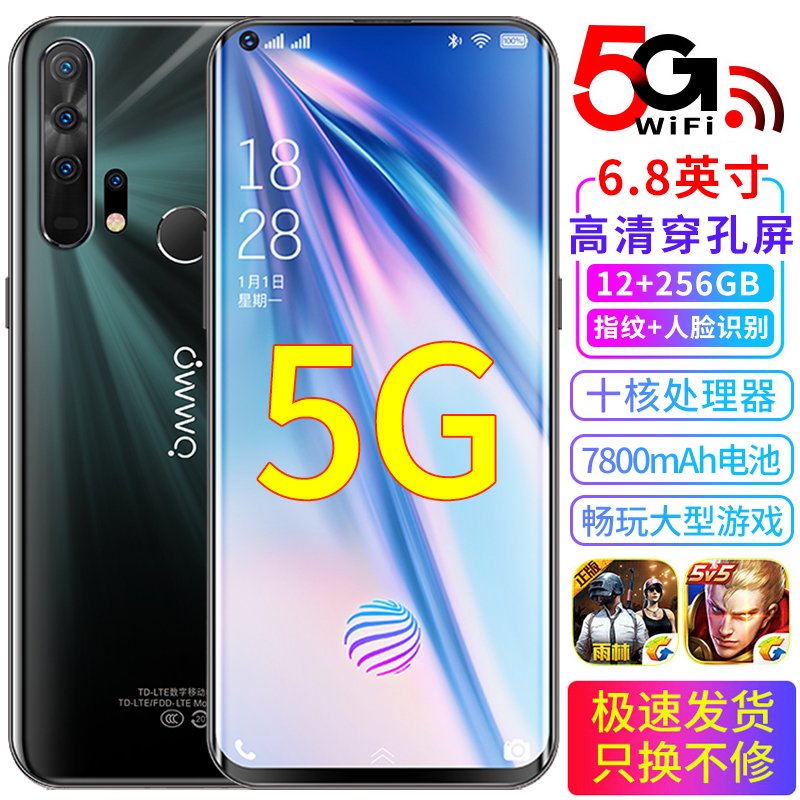 5G
WiFi
6.8英寸
高清穿孔屏
12+256GB
指纹+人脸识别
十核处理器
7800mAh电池
畅玩大型游戏
正版
雨林
5v5
极速发货
只换不修
100%
18
28
1月1日
星期一
5G
TD-LTE数字移动
TD-LTE/FDD-LTE Mo